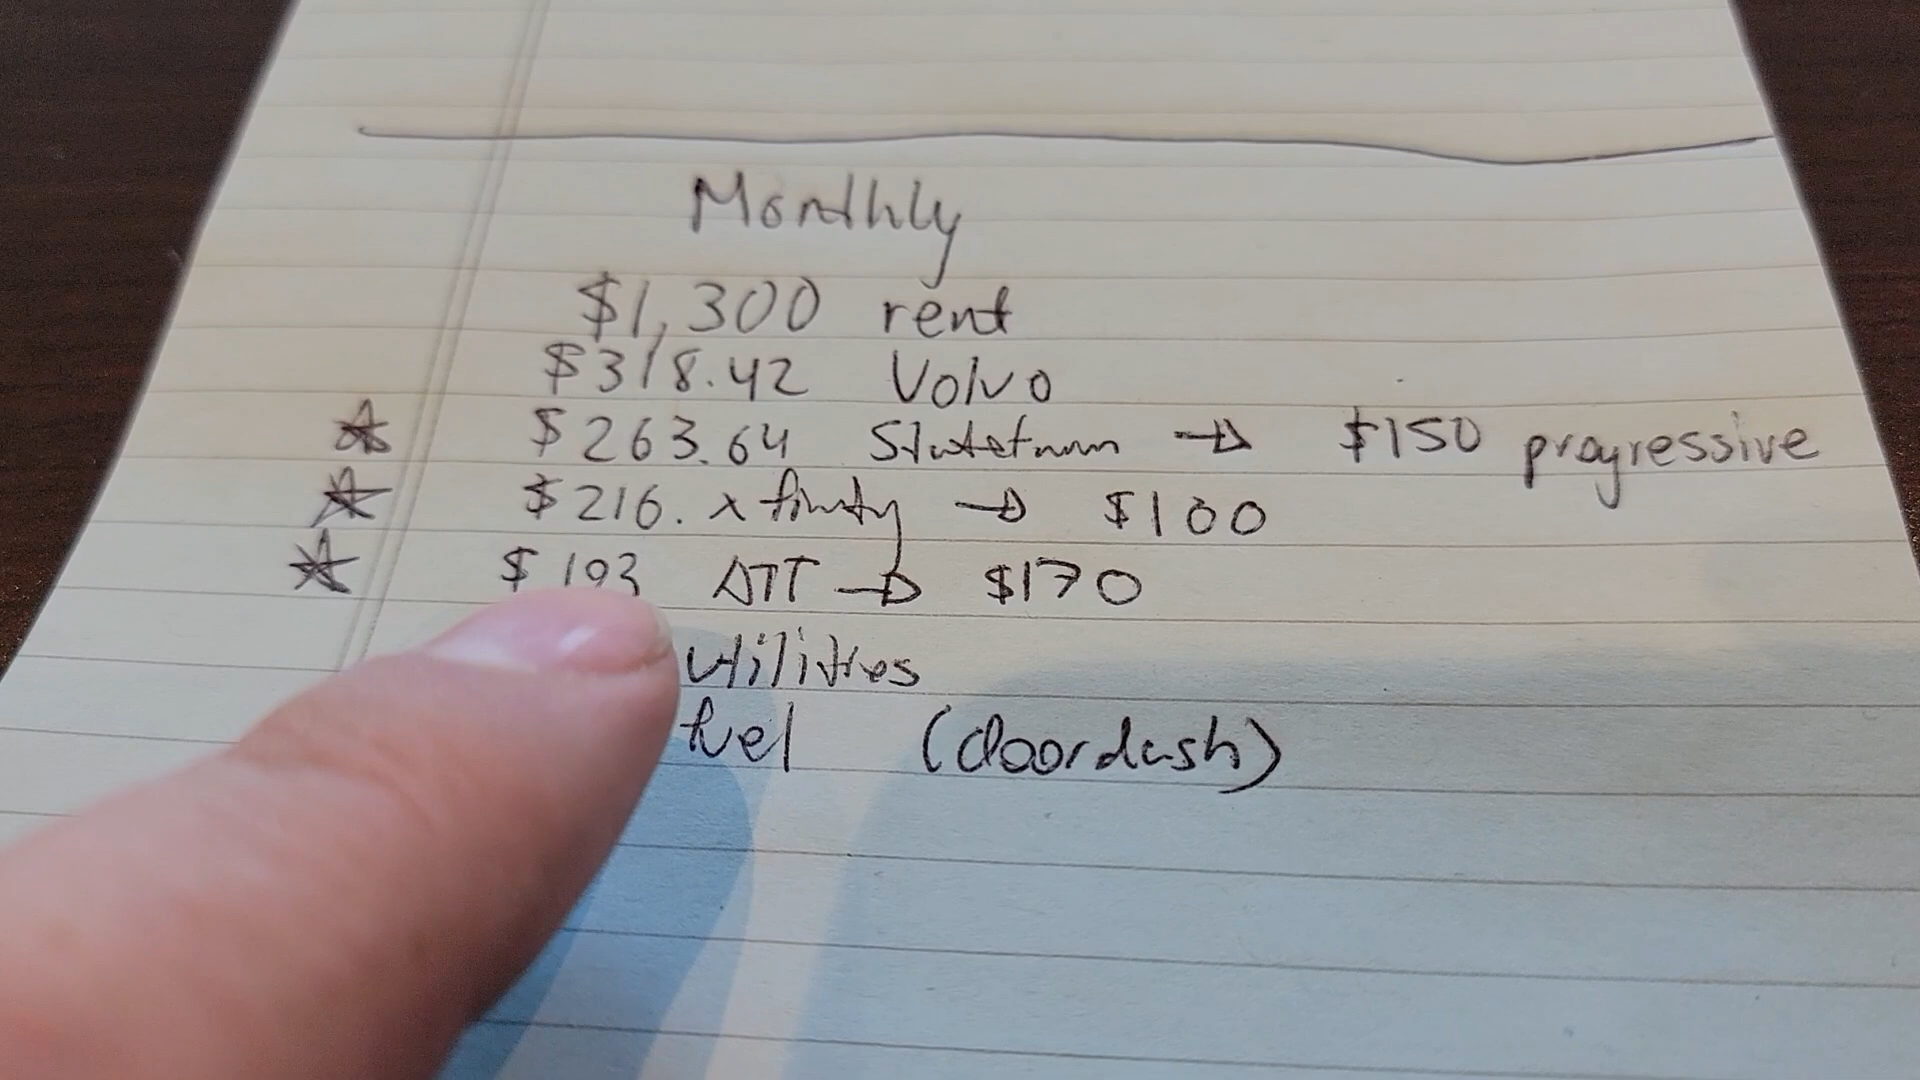 Monthly
$1,300 rent
$318.42 Volvo
$263.64 Statefarm → $150 progressive
$216. xfinity → $100
$193 ATT → $170
utilities
fuel (doordash)